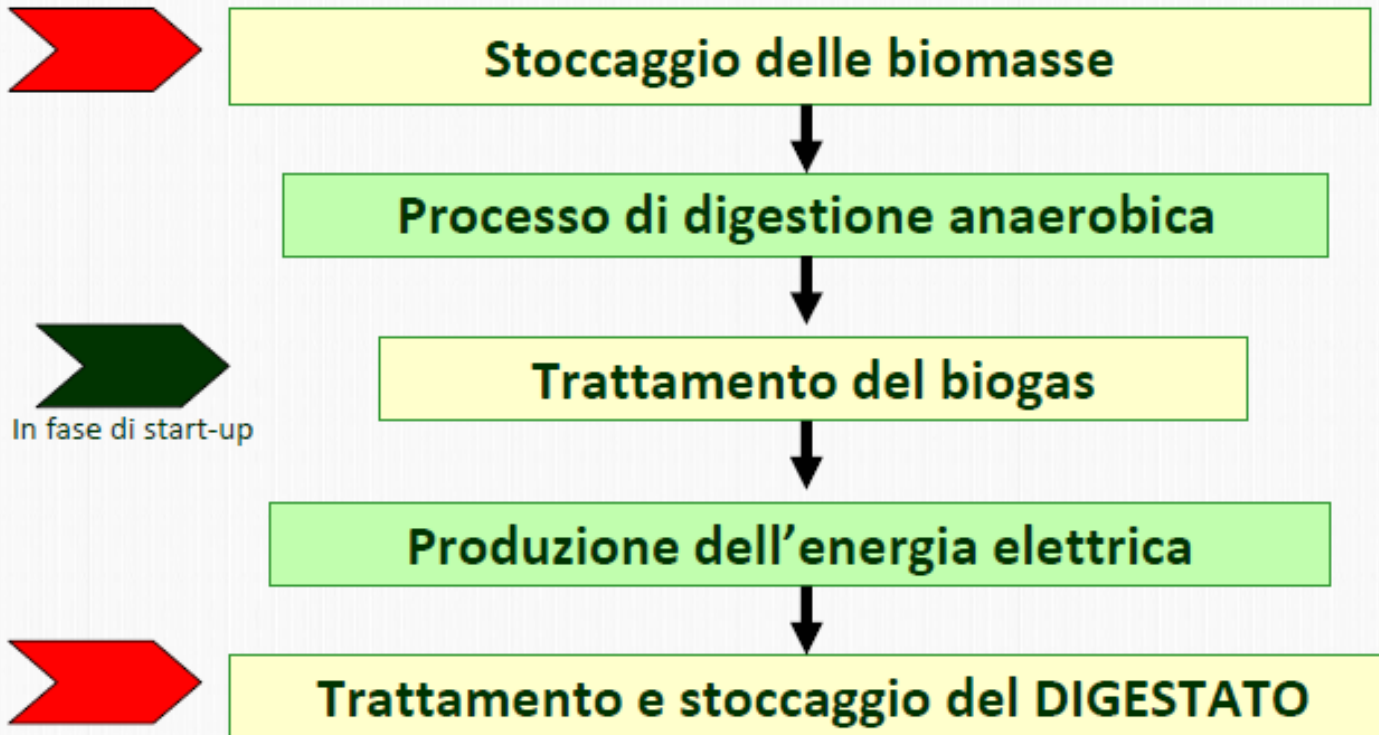 Stoccaggio delle biomasse
Processo di digestione anaerobica
Trattamento del biogas
In fase di start-up
Produzione dell’energia elettrica
Trattamento e stoccaggio del DIGESTATO